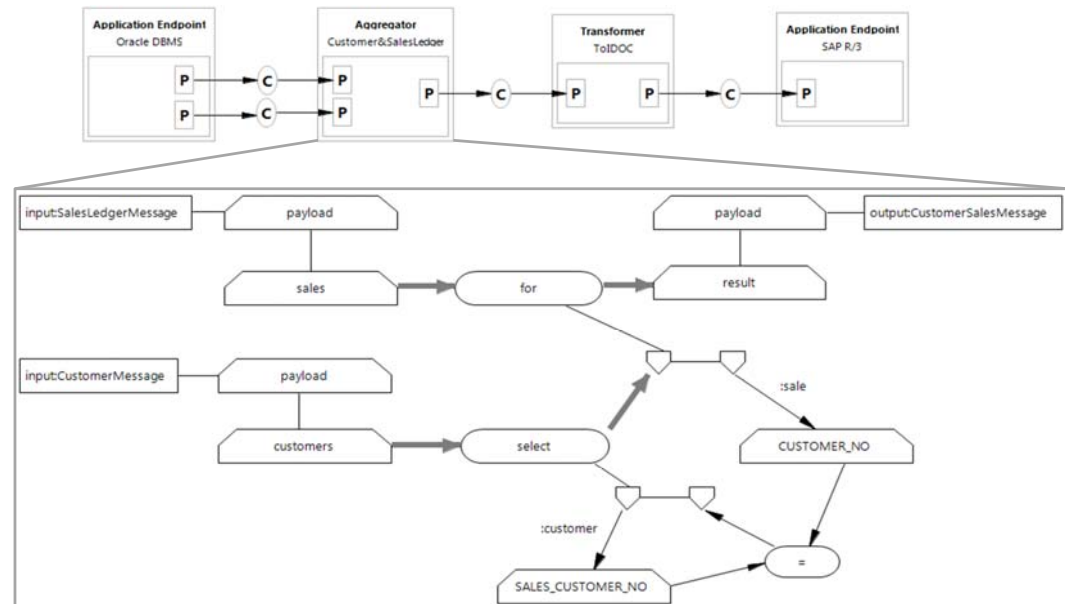 Application Endpoint
Oracle DBMS
P
C
P
P
C
P
Aggregator
Customer&SalesLedger
P
C
P
Transformer
ToIDOC
P
C
P
Application Endpoint
SAP R/3
input:SalesLedgerMessage
payload
payload
output:CustomerSalesMessage
sales
for
result
input:CustomerMessage
payload
:sale
customers
select
CUSTOMER_NO
:customer
=
SALES_CUSTOMER_NO